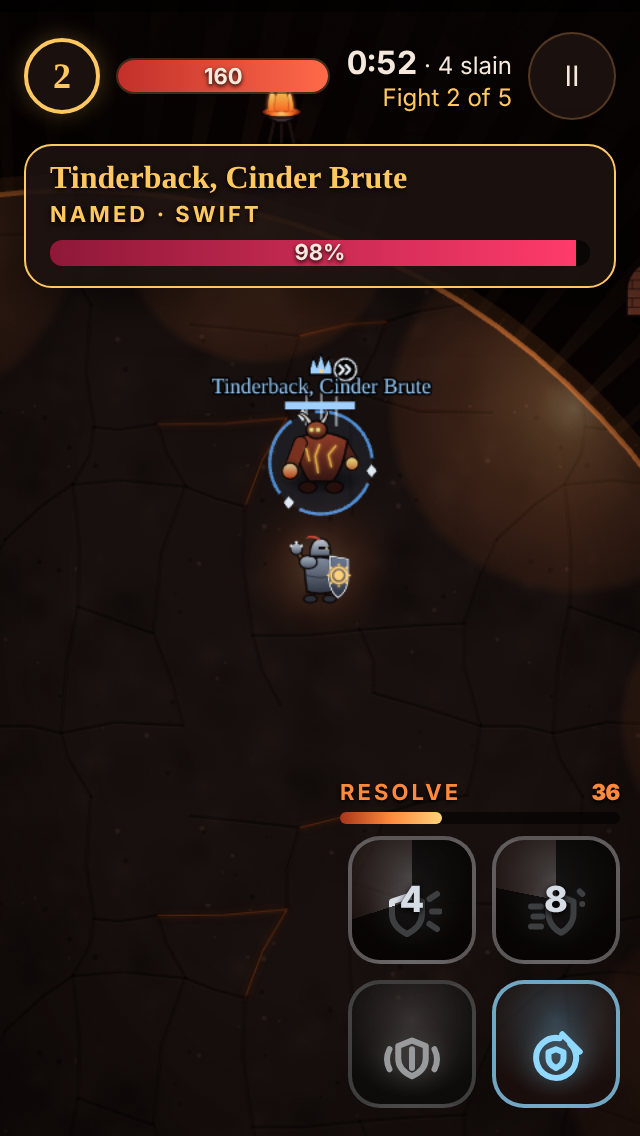 2
160
0:52 · 4 slain
Fight 2 of 5
Tinderback, Cinder Brute
NAMED · SWIFT
98%
Tinderback, Cinder Brute
RESOLVE 36
4 8